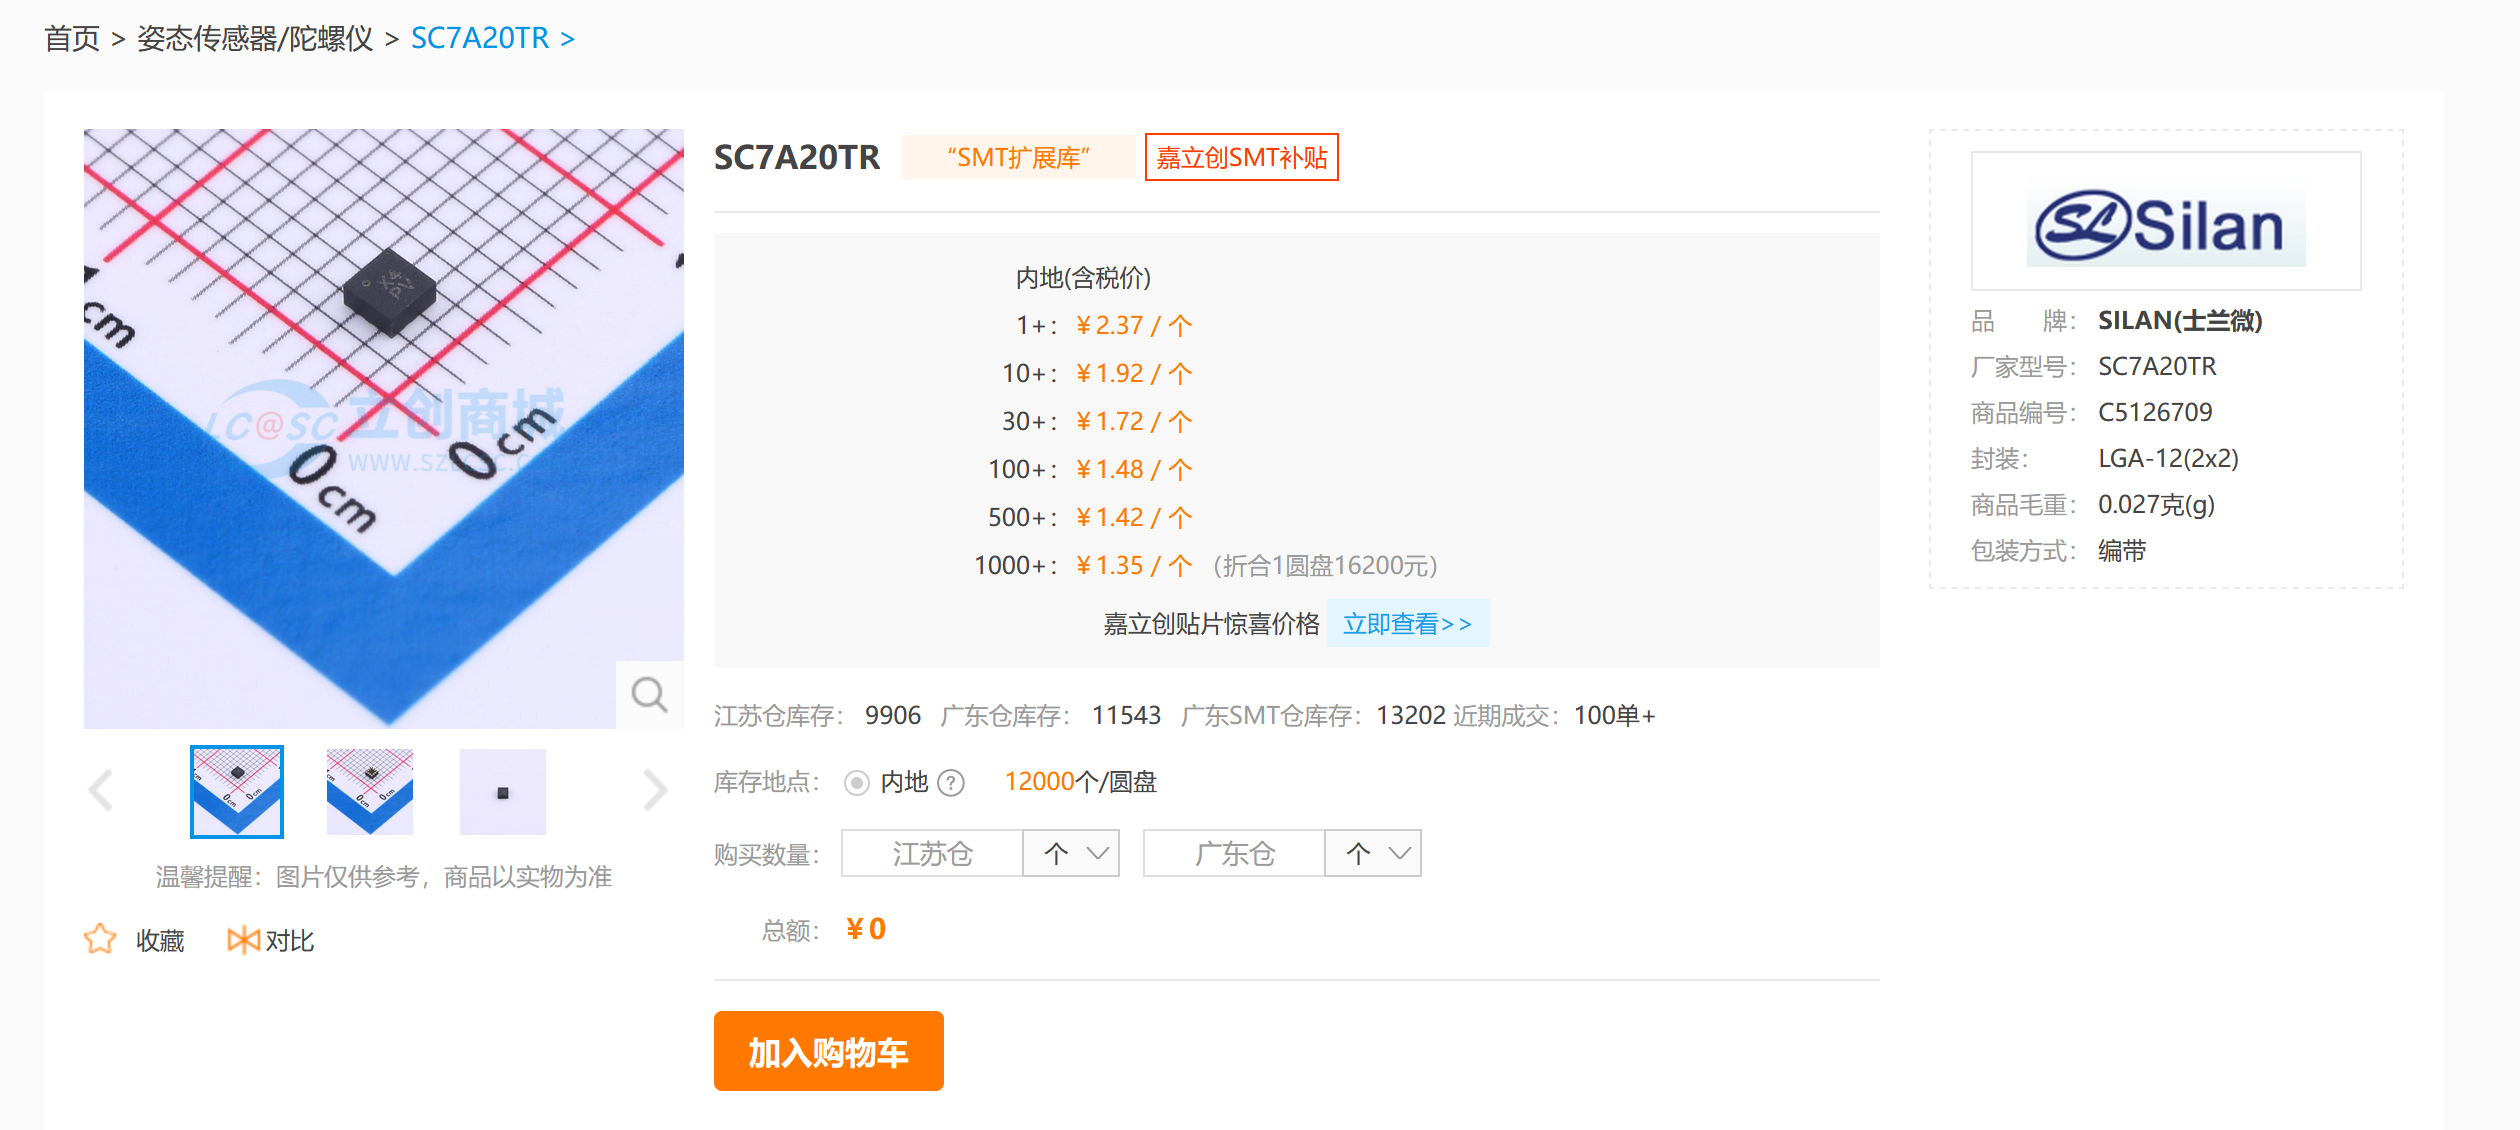 首页 > 姿态传感器/陀螺仪 > SC7A20TR >
SC7A20TR
“SMT扩展库”
嘉立创SMT补贴
内地(含税价)
1+： ￥2.37 / 个
10+： ￥1.92 / 个
30+： ￥1.72 / 个
100+： ￥1.48 / 个
500+： ￥1.42 / 个
1000+： ￥1.35 / 个 （折合1圆盘16200元）
嘉立创贴片惊喜价格 立即查看>>
江苏仓库存： 9906 广东仓库存： 11543 广东SMT仓库存： 13202 近期成交： 100单+
库存地点： 内地 ? 12000个/圆盘
购买数量： 江苏仓 个 广东仓 个
总额： ￥0
加入购物车
cm
LC@SC 立创商城
0cm
0cm
温馨提醒：图片仅供参考，商品以实物为准
收藏 对比
SL Silan
品 牌： SILAN(士兰微)
厂家型号： SC7A20TR
商品编号： C5126709
封装： LGA-12(2x2)
商品毛重： 0.027克(g)
包装方式： 编带